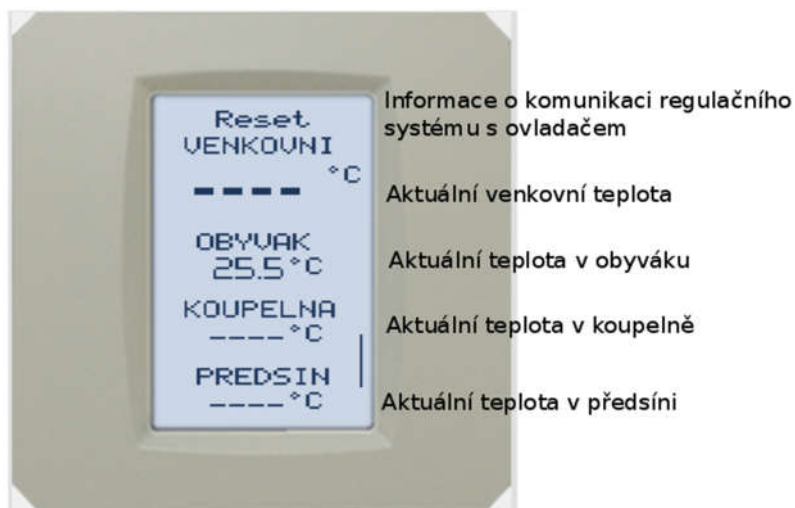 Reset
Informace o komunikaci regulačního
systému s ovladačem
VENKOVNI
---- °C
Aktuální venkovní teplota
OBYVAK
25.5°C
Aktuální teplota v obyváku
KOUPELNA
----°C
Aktuální teplota v koupelně
PREDSIN
----°C
Aktuální teplota v předsíni